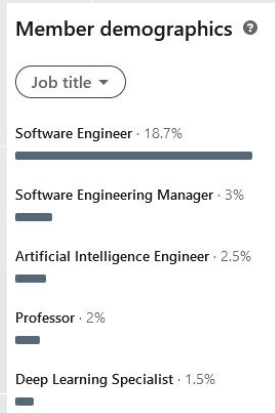 Member demographics ?
Job title
Software Engineer · 18.7%
Software Engineering Manager · 3%
Artificial Intelligence Engineer · 2.5%
Professor · 2%
Deep Learning Specialist · 1.5%